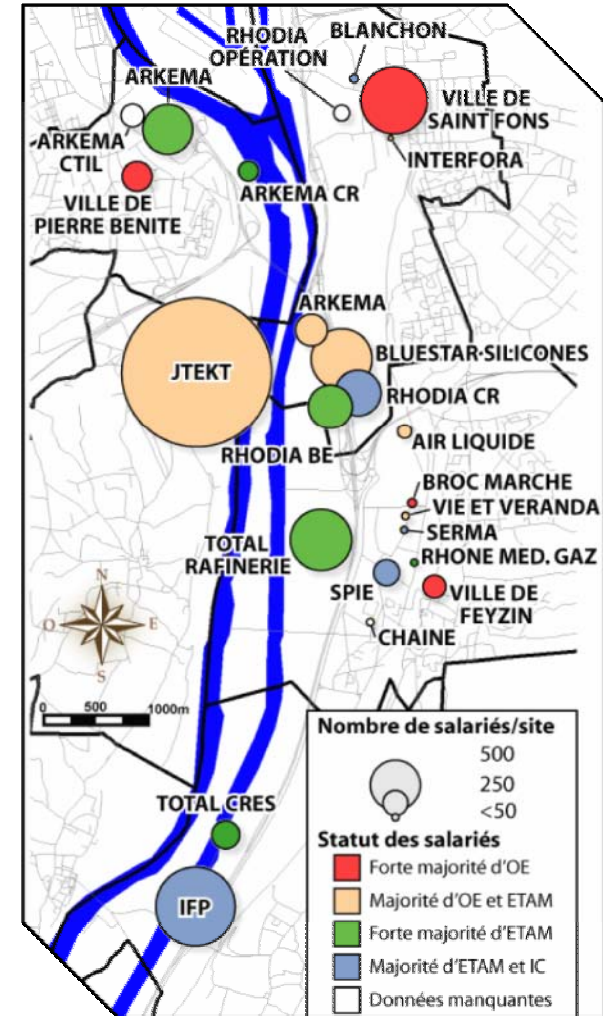 RHODIA
OPÉRATION
BLANCHON
ARKEMA
VILLE DE
SAINT FONS
ARKEMA
CTIL
INTERFORA
ARKEMA CR
VILLE DE
PIERRE BENITE
ARKEMA
BLUESTAR SILICONES
JTEKT
RHODIA CR
AIR LIQUIDE
RHODIA BE
BROC MARCHE
VIE ET VERANDA
SERMA
TOTAL
RAFINERIE
RHONE MED. GAZ
SPIE
VILLE DE
FEYZIN
CHAINE
N
O
E
S
0 500 1000m
TOTAL CRES
IFP
Nombre de salariés/site
500
250
<50
Statut des salariés
Forte majorité d'OE
Majorité d'OE et ETAM
Forte majorité d'ETAM
Majorité d'ETAM et IC
Données manquantes